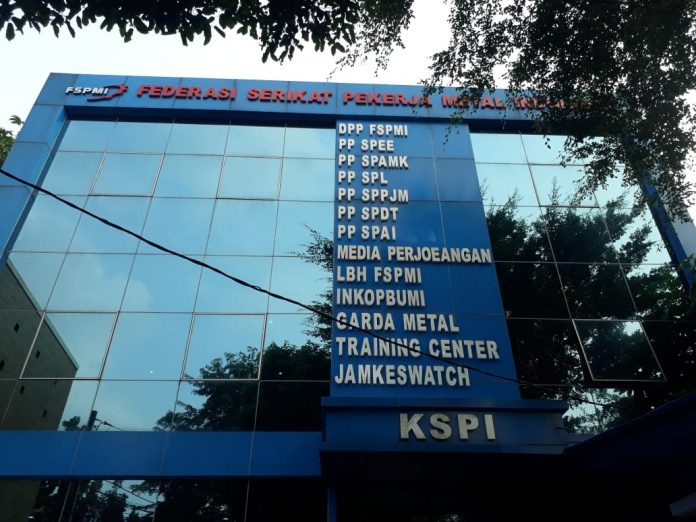 FSPMI FEDERASI SERIKAT PEKERJA METAL
DPP FSPMI
PP SPEE
PP SPAMK
PP SPL
PP SPPJM
PP SPDT
PP SPAI
MEDIA PERJOEANGAN
LBH FSPMI
INKOPBUMI
GARDA METAL
TRAINING CENTER
JAMKESWATCH
KSPI